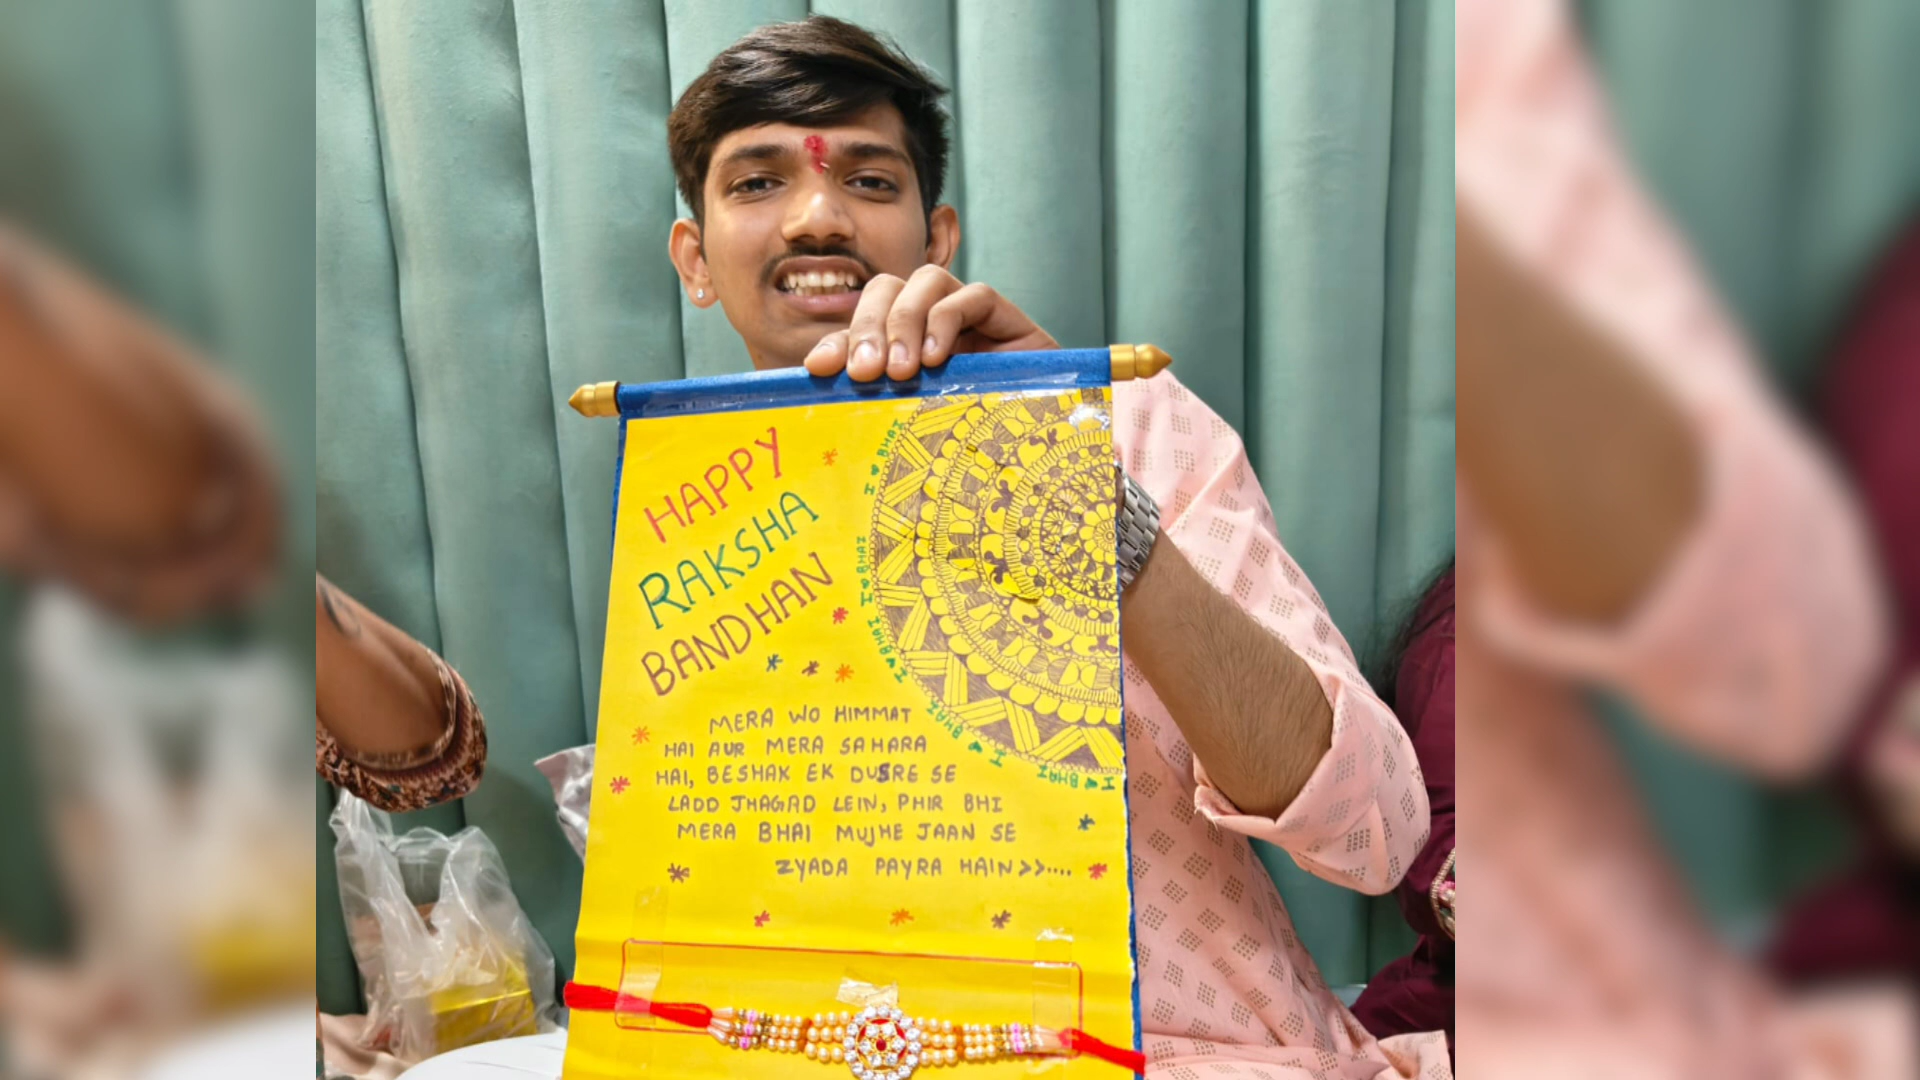 HAPPY
RAKSHA
BANDHAN
I ♥ BHAI
I ♥ BHAI
I ♥ BHAI
I ♥ BHAI
I ♥ BHAI
MERA WO HIMMAT
HAI AUR MERA SAHARA
HAI, BESHAK EK DUSRE SE
LADD JHAGAD LEIN, PHIR BHI
MERA BHAI MUJHE JAAN SE
ZYADA PAYRA HAIN>>....